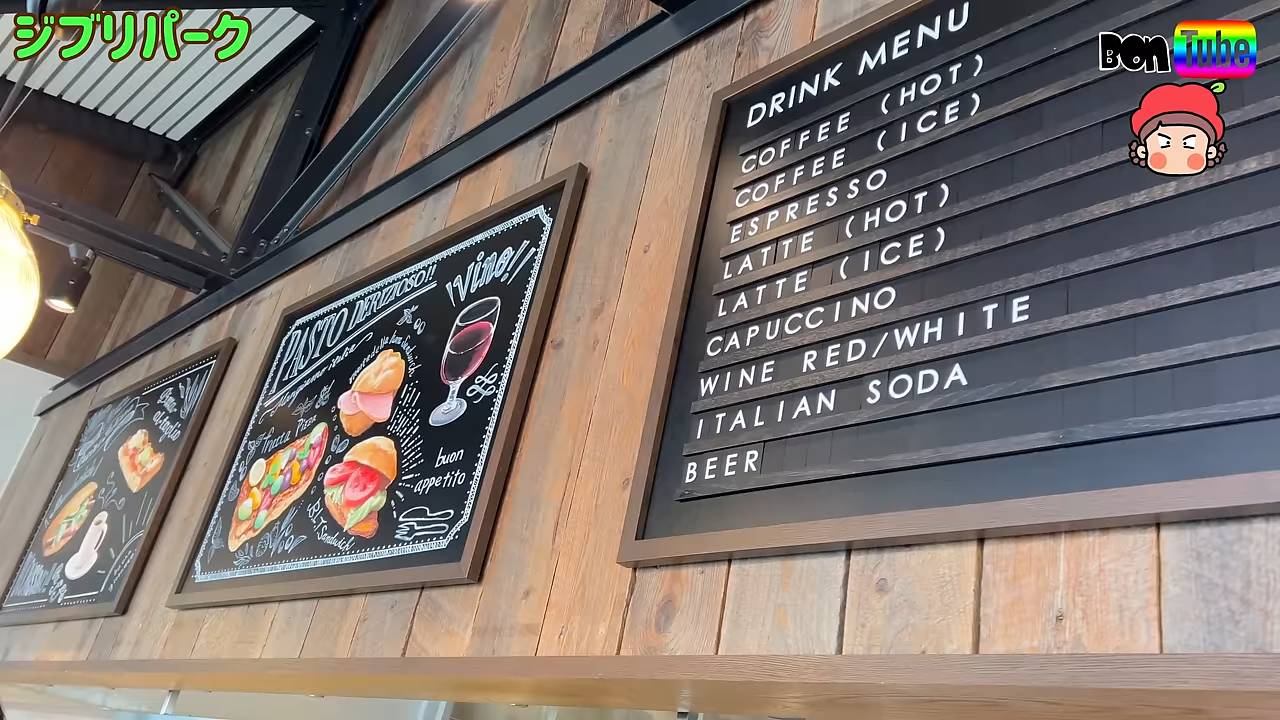 ジブリパーク
Bon Tube
DRINK MENU
COFFEE (HOT)
COFFEE (ICE)
ESPRESSO
LATTE (HOT)
LATTE (ICE)
CAPUCCINO
WINE RED/WHITE
ITALIAN SODA
BEER
PASTO
Vino!
buon
appetito